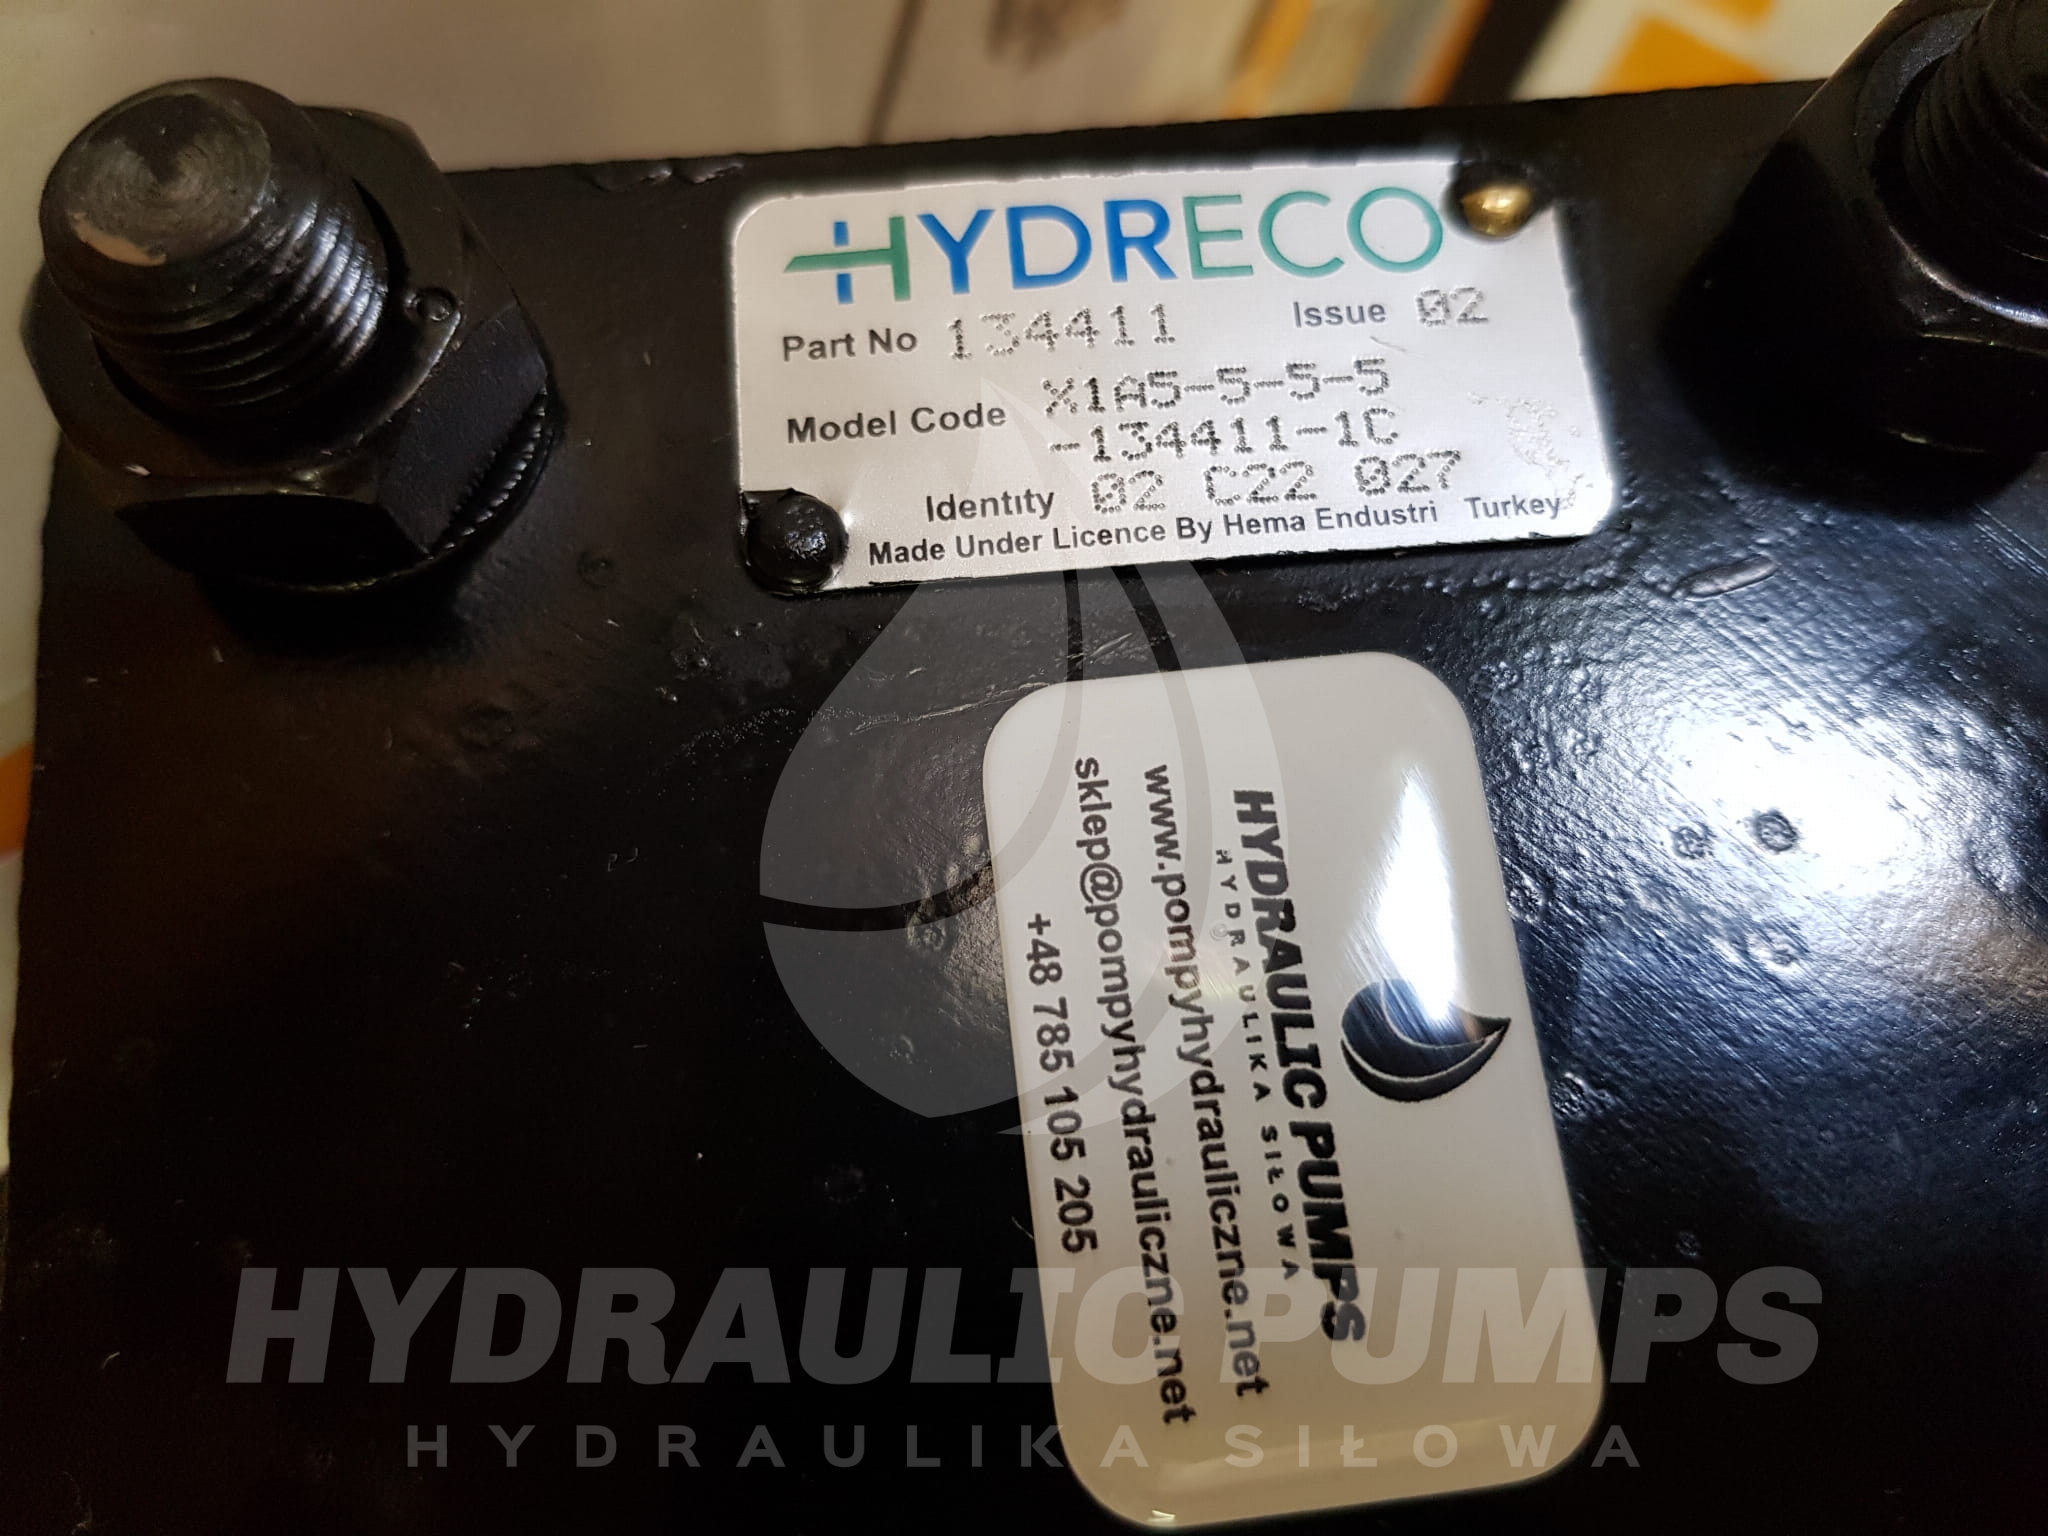 HYDRECO
Part No 134411 Issue 02
Model Code X1A5-5-5-5
-134411-1C
Identity 02 C22 027
Made Under Licence By Hema Endustri Turkey
HYDRAULIC PUMPS
HYDRAULIKA SIŁOWA
www.pompyhydrauliczne.net
sklep@pompyhydrauliczne.net
+48 785 105 205
HYDRAULIC PUMPS
HYDRAULIKA SIŁOWA